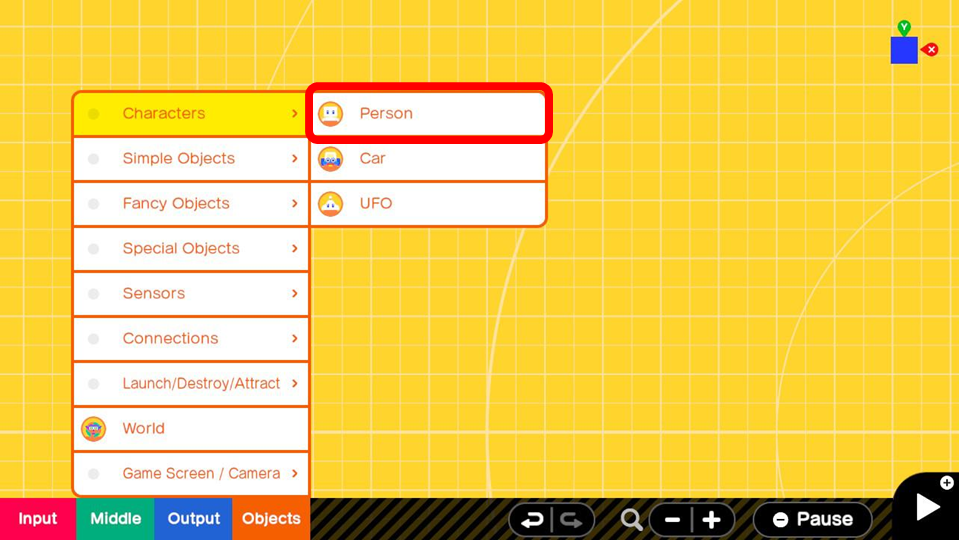 Y
X
Characters
Person
Simple Objects
Car
Fancy Objects
UFO
Special Objects
Sensors
Connections
Launch/Destroy/Attract
World
Game Screen / Camera
Input
Middle
Output
Objects
Pause